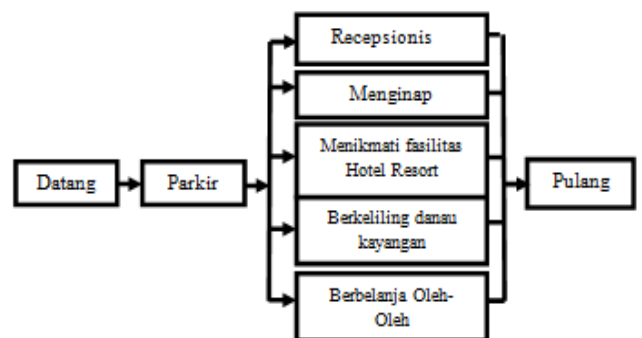 Datang
Parkir
Recepsionis
Menginap
Menikmati fasilitas
Hotel Resort
Berkeliling danau
kayangan
Berbelanja Oleh-
Oleh
Pulang